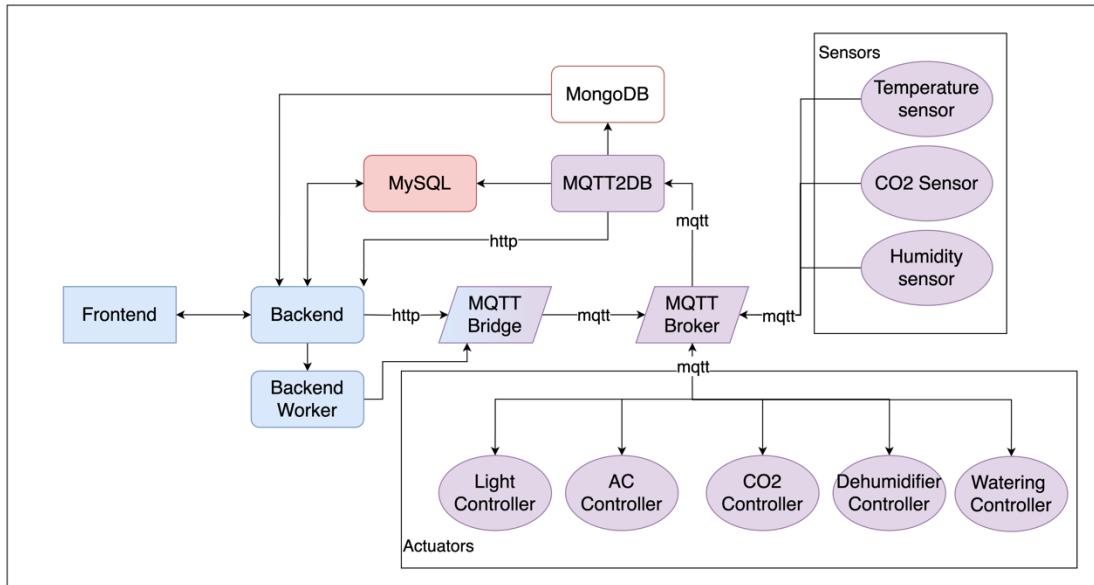 Sensors
Temperature
sensor
MongoDB
MySQL
MQTT2DB
CO2 Sensor
mqtt
http
Humidity
sensor
Frontend
Backend
http
MQTT
Bridge
mqtt
MQTT
Broker
mqtt
Backend
Worker
mqtt
Light
Controller
AC
Controller
CO2
Controller
Dehumidifier
Controller
Watering
Controller
Actuators